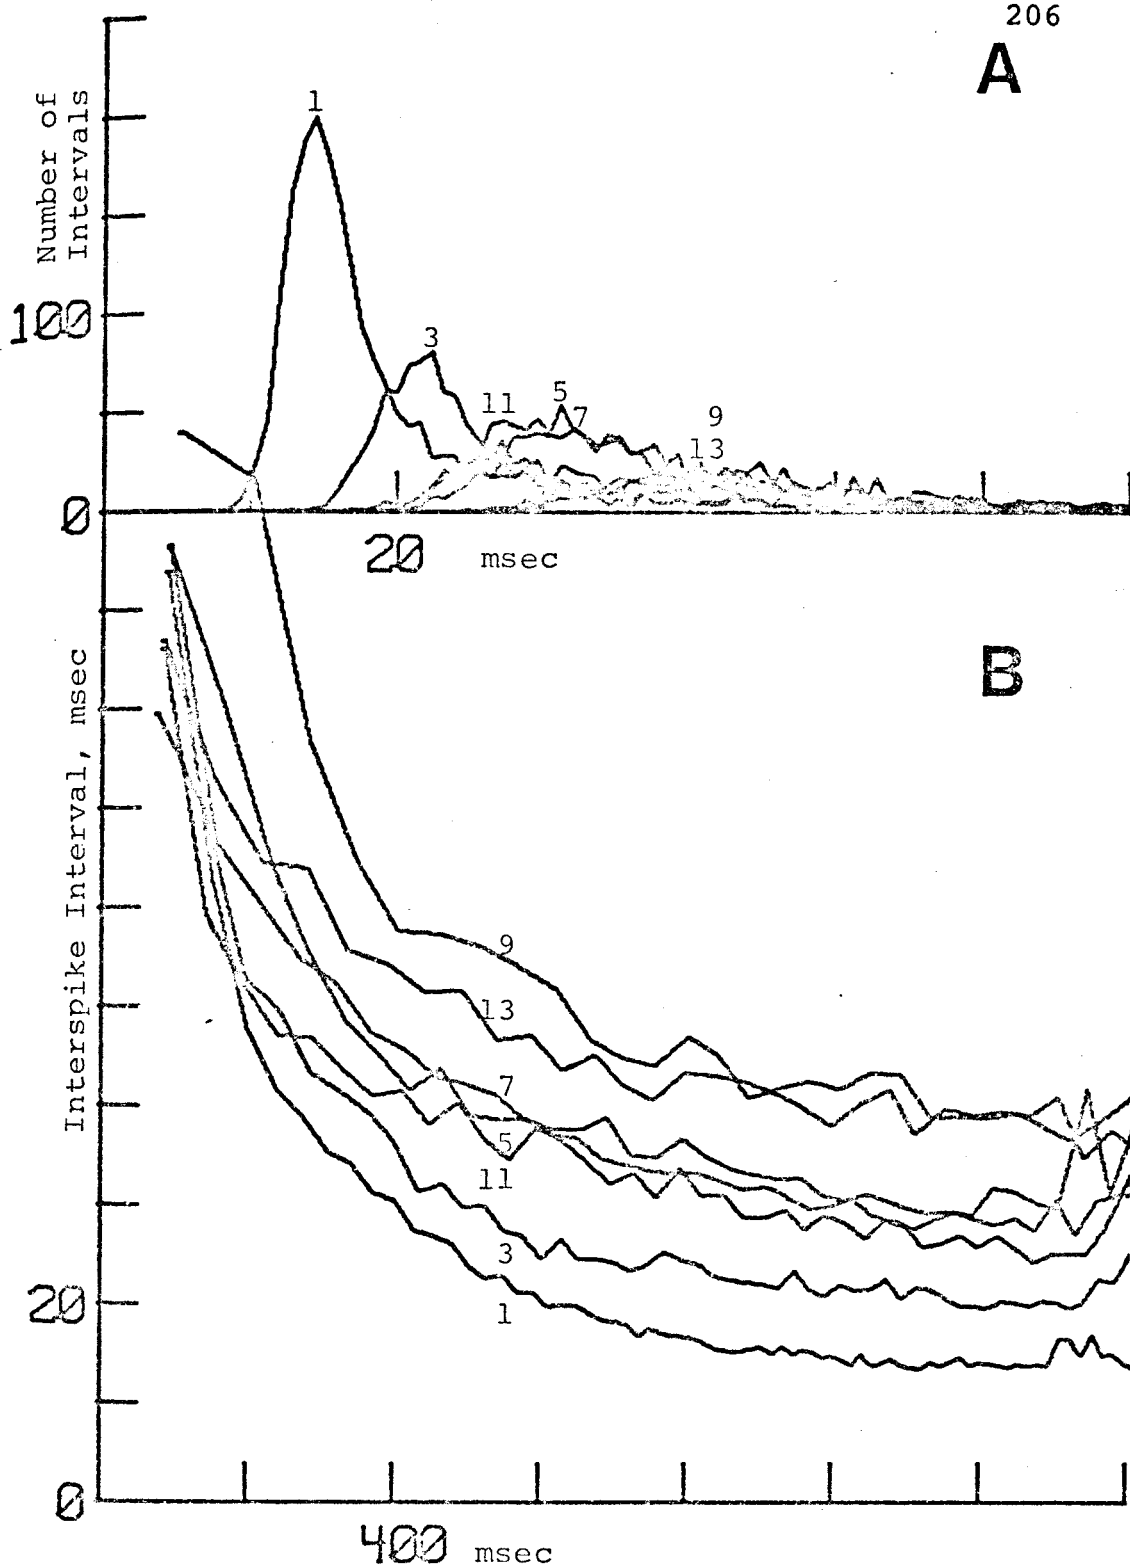 206
A
Number of
Intervals
1
100
3
11
5
7
9
13
0
20 msec
B
Interspike Interval, msec
9
13
7
5
11
3
1
20
0
400 msec